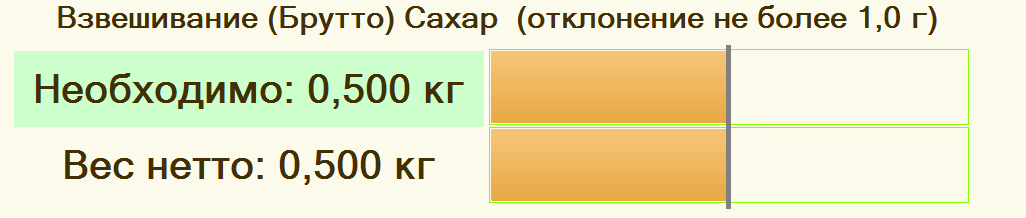 Взвешивание (Брутто) Сахар (отклонение не более 1,0 г)
Необходимо: 0,500 кг
Вес нетто: 0,500 кг